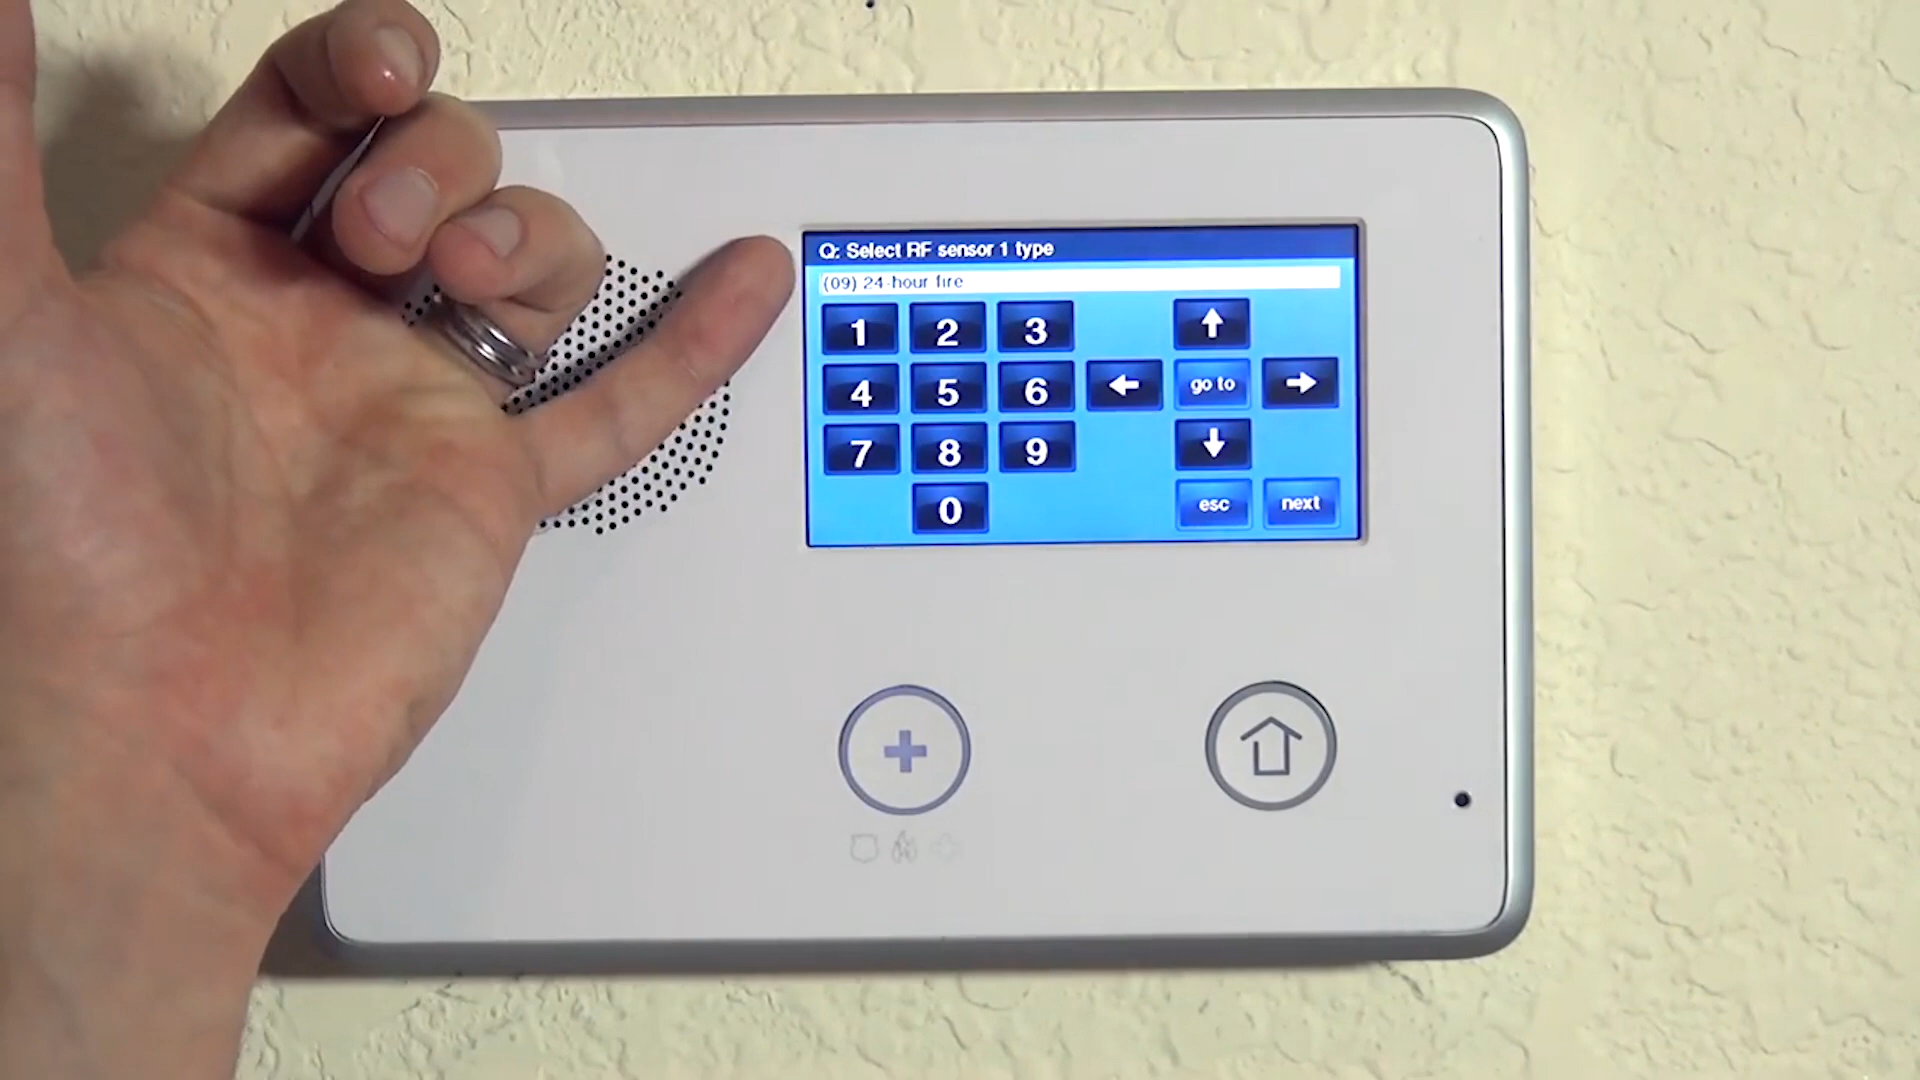 Q: Select RF sensor 1 type
(09) 24-hour fire
1 2 3
4 5 6 go to
7 8 9
0 esc next